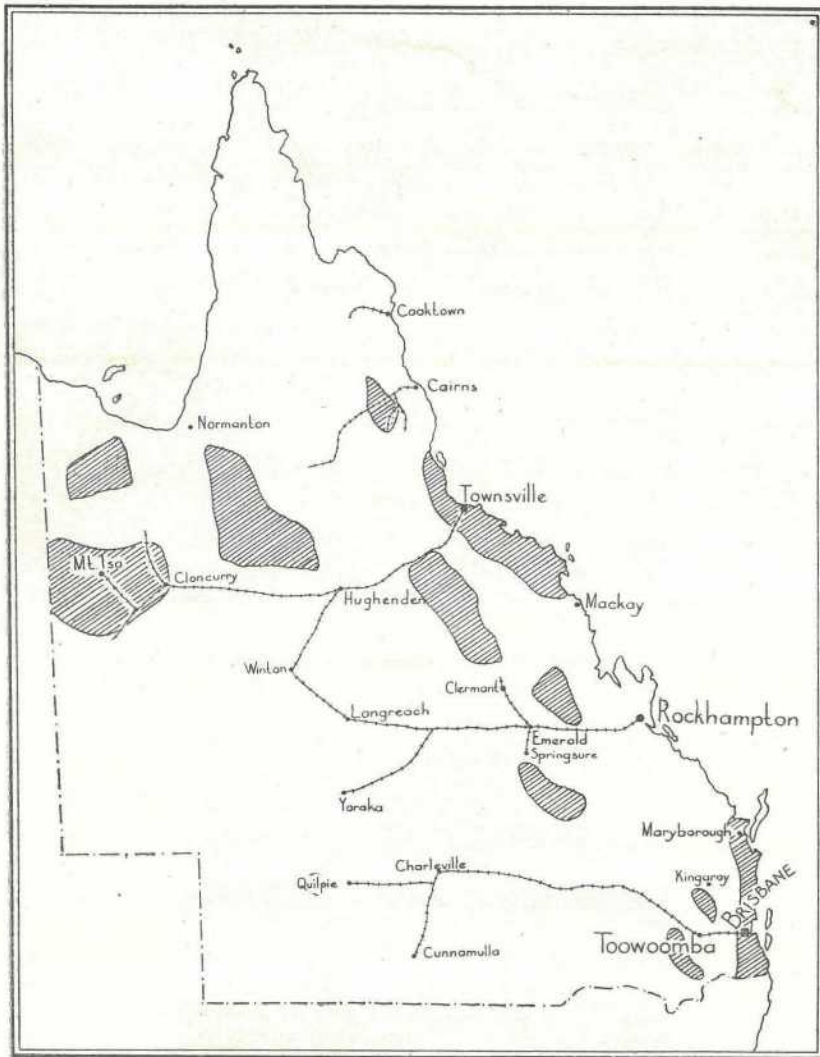 Cooktown
Cairns
Normanton
Townsville
Mt.Isa
Cloncurry
Hughenden
Mackay
Winton
Clermont
Longreach
Rockhampton
Emerald
Springsure
Yaraka
Maryborough
Charleville
Quilpie
Kingaroy
BRISBANE
Toowoomba
Cunnamulla